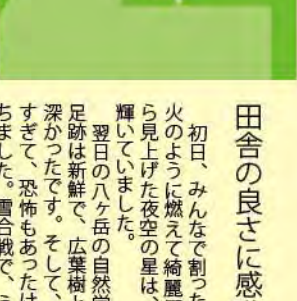 田舎の良さに感
初日、みんなで割った
火のように燃えて綺麗
ら見上げた夜空の星は、
輝いていました。
翌日の八ヶ岳の自然学
足跡は新鮮で、広葉樹と
深かったです。そして、
すぎて、恐怖もあったけ
ちました。雪合戦で、